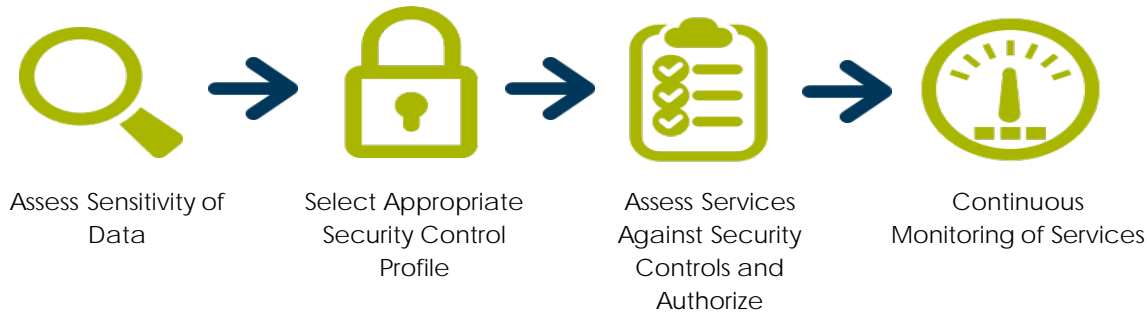 Assess Sensitivity of
Data
Select Appropriate
Security Control
Profile
Assess Services
Against Security
Controls and
Authorize
Continuous
Monitoring of Services